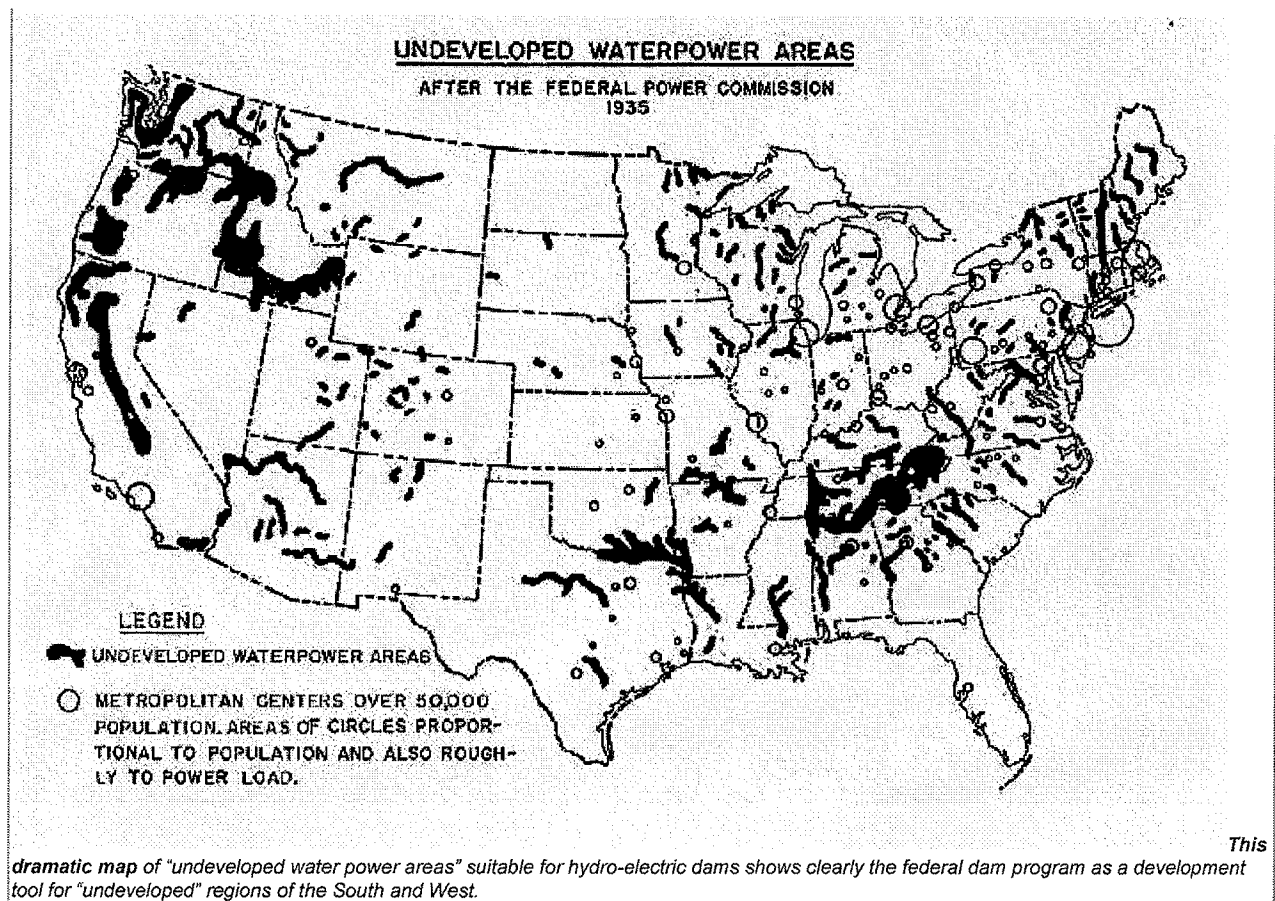 UNDEVELOPED WATERPOWER AREAS
AFTER THE FEDERAL POWER COMMISSION
1935
LEGEND
UNDEVELOPED WATERPOWER AREAS
METROPOLITAN CENTERS OVER 50,000
POPULATION. AREAS OF CIRCLES PROPOR-
TIONAL TO POPULATION AND ALSO ROUGH-
LY TO POWER LOAD.
This
dramatic map of "undeveloped water power areas" suitable for hydro-electric dams shows clearly the federal dam program as a development
tool for "undeveloped" regions of the South and West.